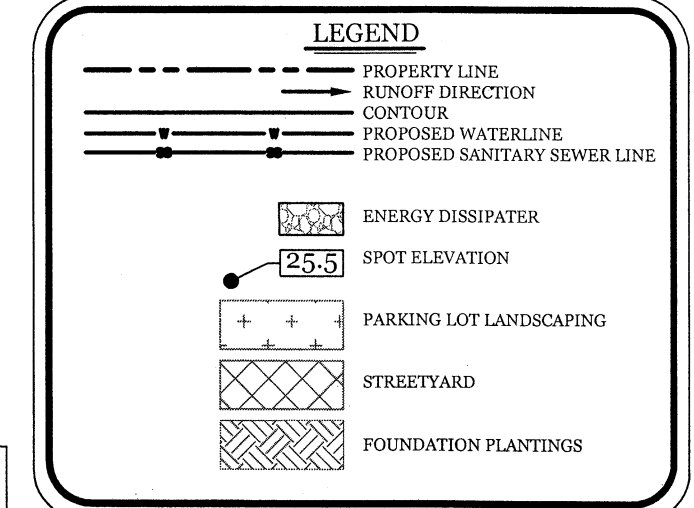 LEGEND
PROPERTY LINE
RUNOFF DIRECTION
CONTOUR
W W PROPOSED WATERLINE
PROPOSED SANITARY SEWER LINE
ENERGY DISSIPATER
25.5 SPOT ELEVATION
PARKING LOT LANDSCAPING
STREETYARD
FOUNDATION PLANTINGS